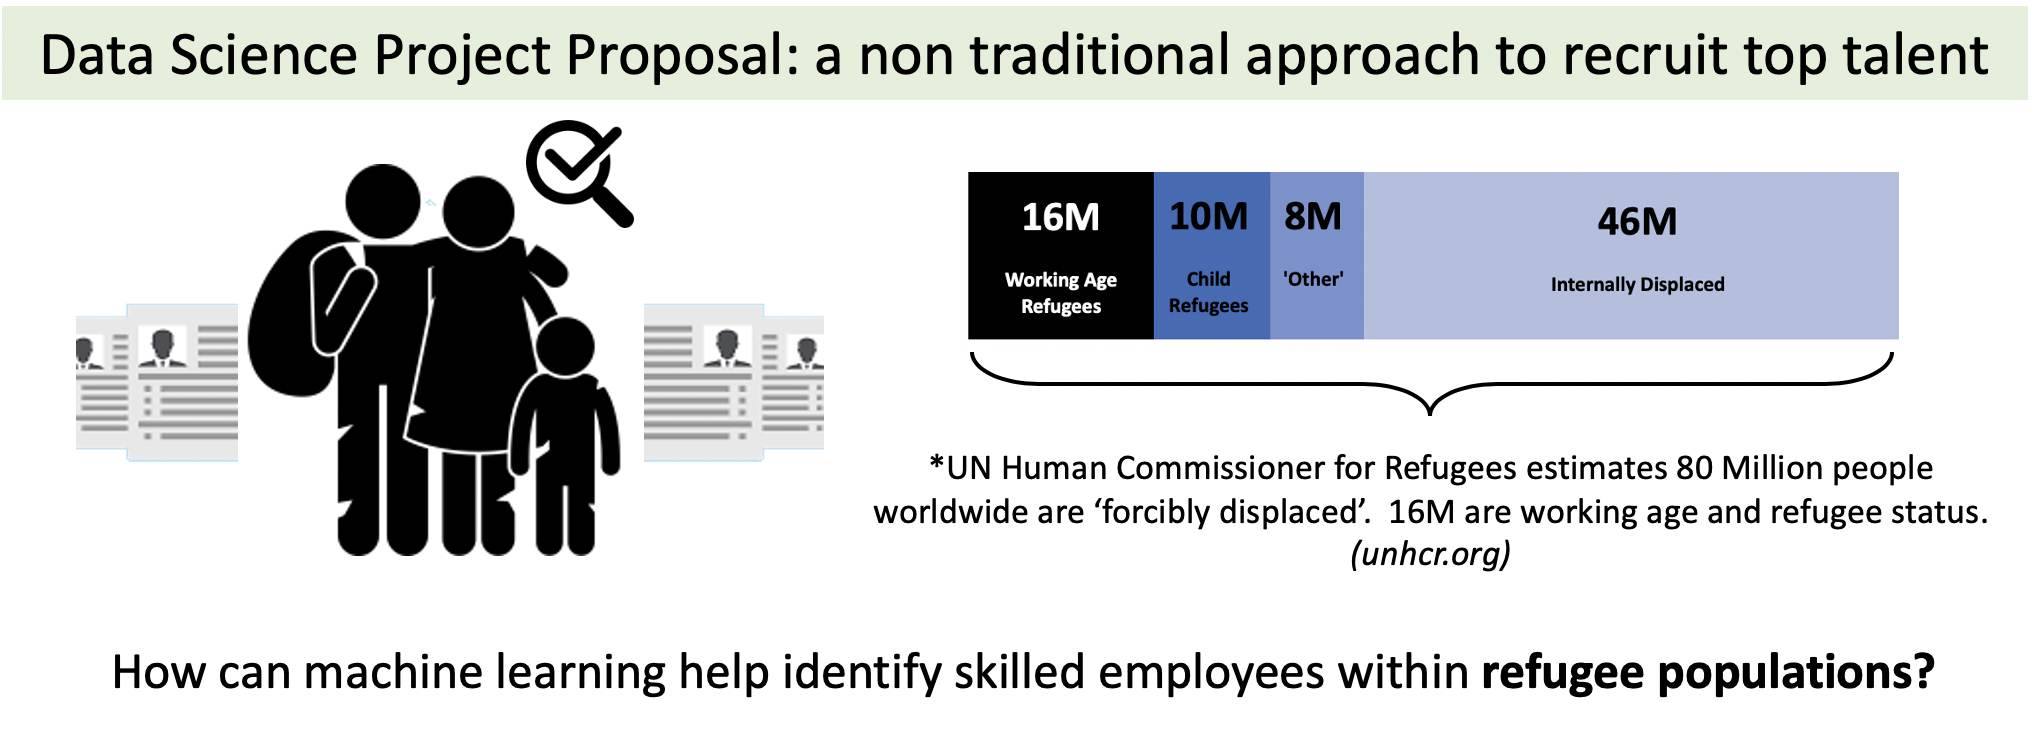 Data Science Project Proposal: a non traditional approach to recruit top talent
16M
Working Age
Refugees
10M
Child
Refugees
8M
'Other'
46M
Internally Displaced
*UN Human Commissioner for Refugees estimates 80 Million people
worldwide are ‘forcibly displaced’.  16M are working age and refugee status.
(unhcr.org)
How can machine learning help identify skilled employees within refugee populations?